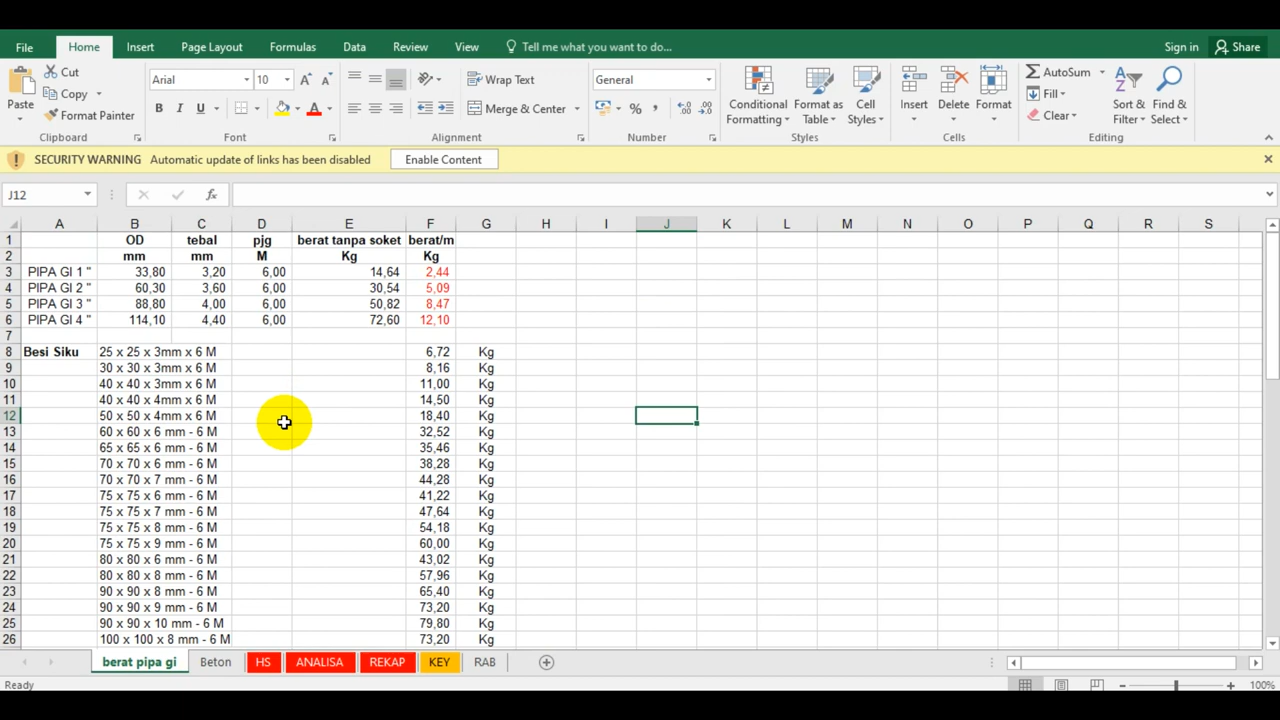 File Home Insert Page Layout Formulas Data Review View Tell me what you want to do... Sign in Share
Cut
Copy
Format Painter
Paste
Clipboard
Arial 10
B I U
Font
Wrap Text
Merge & Center
Alignment
General
Number
Conditional Formatting
Format as Table
Cell Styles
Styles
Insert Delete Format
Cells
AutoSum
Fill
Clear
Sort & Filter
Find & Select
Editing
SECURITY WARNING Automatic update of links has been disabled Enable Content
J12 fx
A B C D E F G H I J K L M N O P Q R S
1 OD tebal pjg berat tanpa soket berat/m
2 mm mm M Kg Kg
3 PIPA GI 1 " 33,80 3,20 6,00 14,64 2,44
4 PIPA GI 2 " 60,30 3,60 6,00 30,54 5,09
5 PIPA GI 3 " 88,80 4,00 6,00 50,82 8,47
6 PIPA GI 4 " 114,10 4,40 6,00 72,60 12,10
7
8 Besi Siku 25 x 25 x 3mm x 6 M 6,72 Kg
9 30 x 30 x 3mm x 6 M 8,16 Kg
10 40 x 40 x 3mm x 6 M 11,00 Kg
11 40 x 40 x 4mm x 6 M 14,50 Kg
12 50 x 50 x 4mm x 6 M 18,40 Kg
13 60 x 60 x 6 mm - 6 M 32,52 Kg
14 65 x 65 x 6 mm - 6 M 35,46 Kg
15 70 x 70 x 6 mm - 6 M 38,28 Kg
16 70 x 70 x 7 mm - 6 M 44,28 Kg
17 75 x 75 x 6 mm - 6 M 41,22 Kg
18 75 x 75 x 7 mm - 6 M 47,64 Kg
19 75 x 75 x 8 mm - 6 M 54,18 Kg
20 75 x 75 x 9 mm - 6 M 60,00 Kg
21 80 x 80 x 6 mm - 6 M 43,02 Kg
22 80 x 80 x 8 mm - 6 M 57,96 Kg
23 90 x 90 x 8 mm - 6 M 65,40 Kg
24 90 x 90 x 9 mm - 6 M 73,20 Kg
25 90 x 90 x 10 mm - 6 M 79,80 Kg
26 100 x 100 x 8 mm - 6 M 73,20 Kg
berat pipa gi Beton HS ANALISA REKAP KEY RAB
Ready 100%